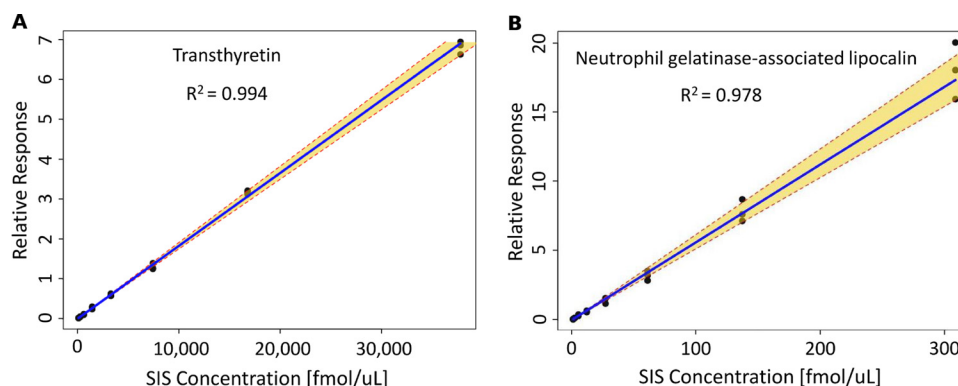 A
Transthyretin
R² = 0.994
Relative Response
7
6
5
4
3
2
1
0
0
10,000
20,000
30,000
SIS Concentration [fmol/uL]
B
Neutrophil gelatinase-associated lipocalin
R² = 0.978
Relative Response
20
15
10
5
0
0
100
200
300
SIS Concentration [fmol/uL]